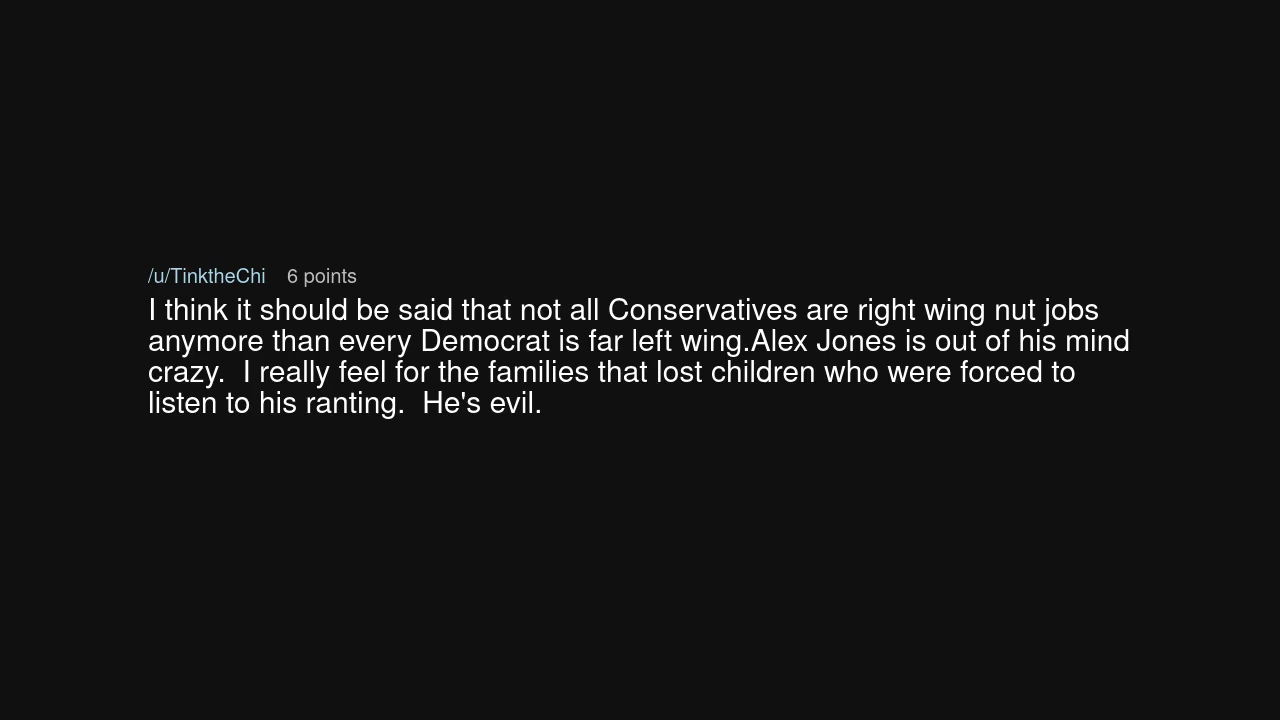 /u/TinktheChi 6 points
I think it should be said that not all Conservatives are right wing nut jobs
anymore than every Democrat is far left wing.Alex Jones is out of his mind
crazy.  I really feel for the families that lost children who were forced to
listen to his ranting.  He's evil.